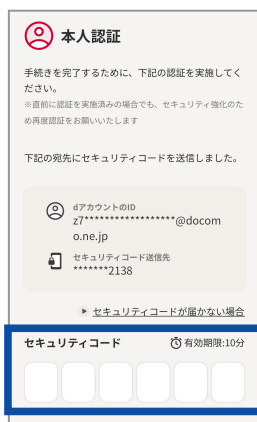 本人認証
手続きを完了するために、下記の認証を実施してく
ださい。
※直前に認証を実施済みの場合でも、セキュリティ強化のた
め再度認証をお願いいたします
下記の宛先にセキュリティコードを送信しました。
dアカウントのID
z7******************@docom
o.ne.jp
セキュリティコード送信先
*******2138
セキュリティコードが届かない場合
セキュリティコード 有効期限:10分